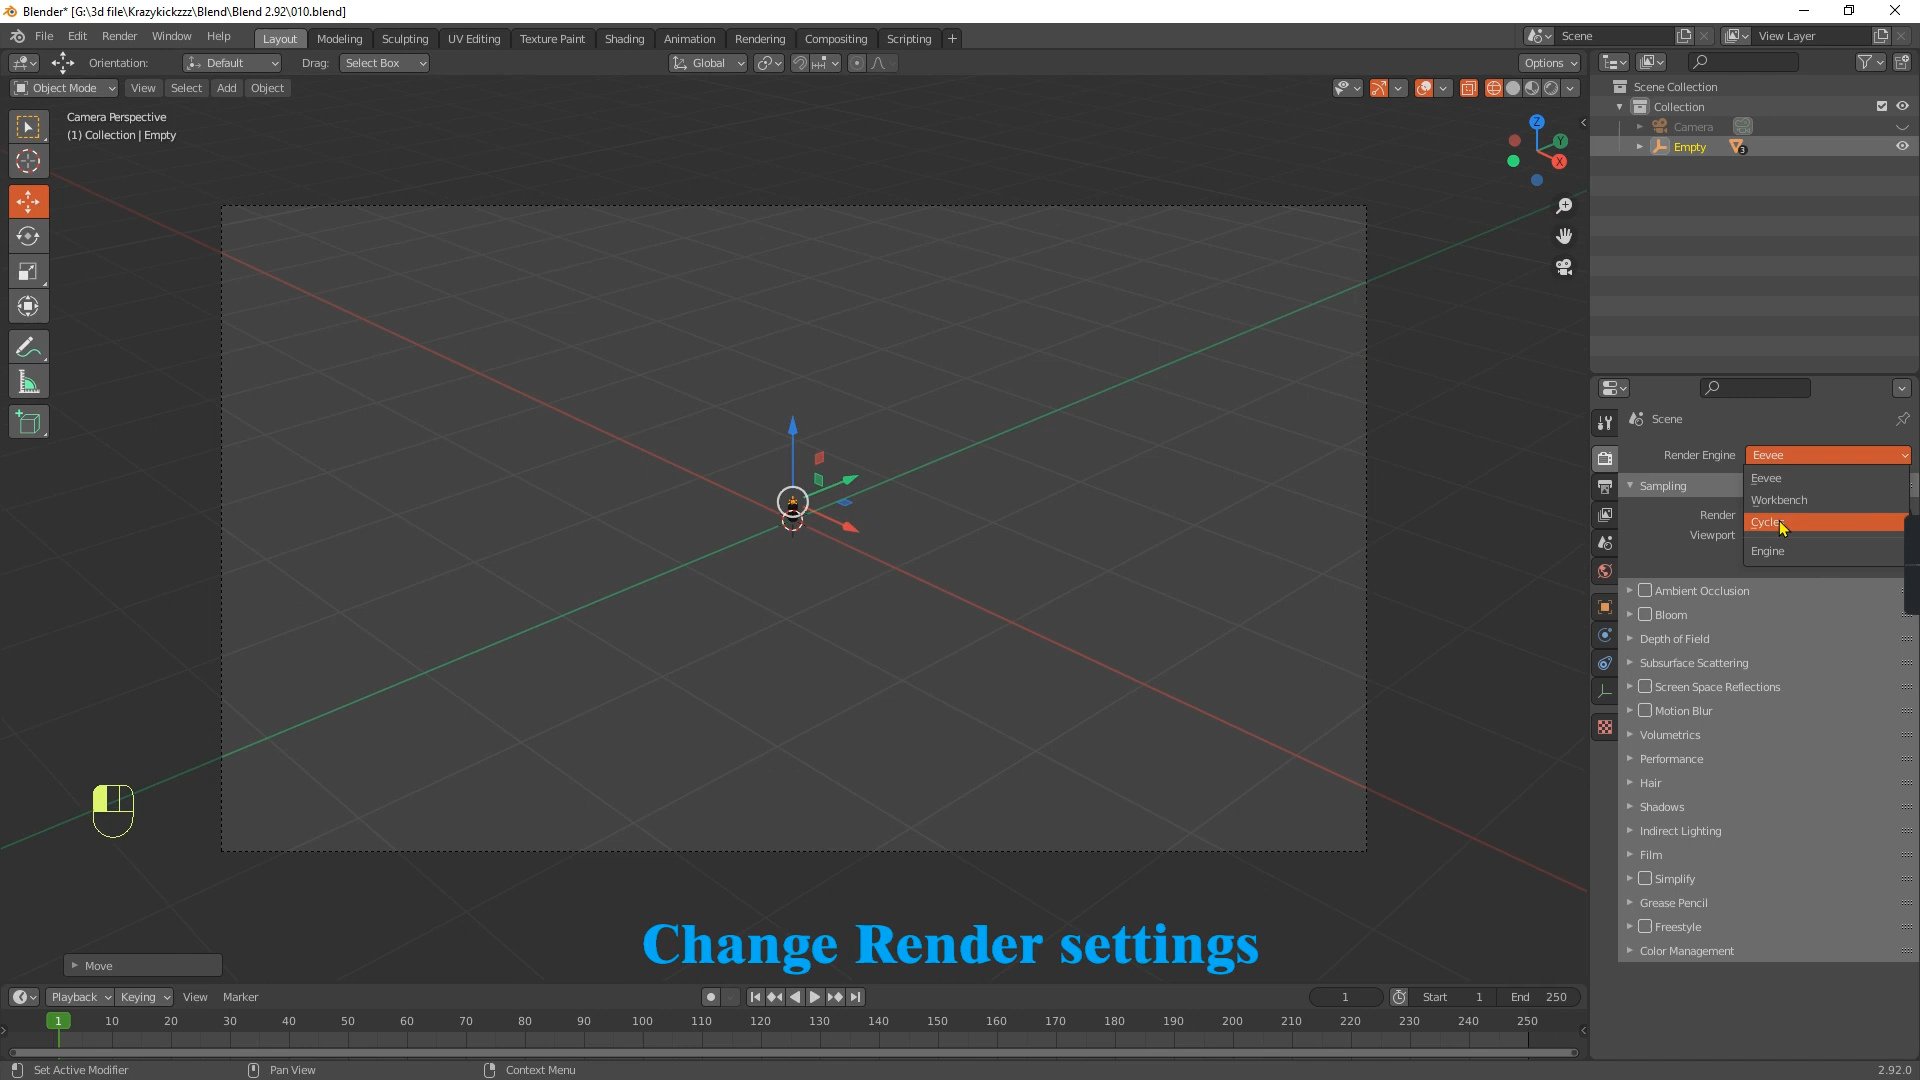 Blender* [G:\3d file\Krazykickzzz\Blend\Blend 2.92\010.blend]
File Edit Render Window Help Layout Modeling Sculpting UV Editing Texture Paint Shading Animation Rendering Compositing Scripting + Scene View Layer
Orientation: Default Drag: Select Box Global Options
Object Mode View Select Add Object
Camera Perspective
(1) Collection | Empty
Z
Y
X
Scene Collection
Collection
Camera
Empty 3
Scene
Render Engine Eevee
Eevee
Sampling
Workbench
Render
Cycles
Viewport
Engine
Ambient Occlusion
Bloom
Depth of Field
Subsurface Scattering
Screen Space Reflections
Motion Blur
Volumetrics
Performance
Hair
Shadows
Indirect Lighting
Film
Simplify
Grease Pencil
Freestyle
Color Management
Change Render settings
Move
Playback Keying View Marker 1 Start 1 End 250
1 10 20 30 40 50 60 70 80 90 100 110 120 130 140 150 160 170 180 190 200 210 220 230 240 250
Set Active Modifier Pan View Context Menu 2.92.0